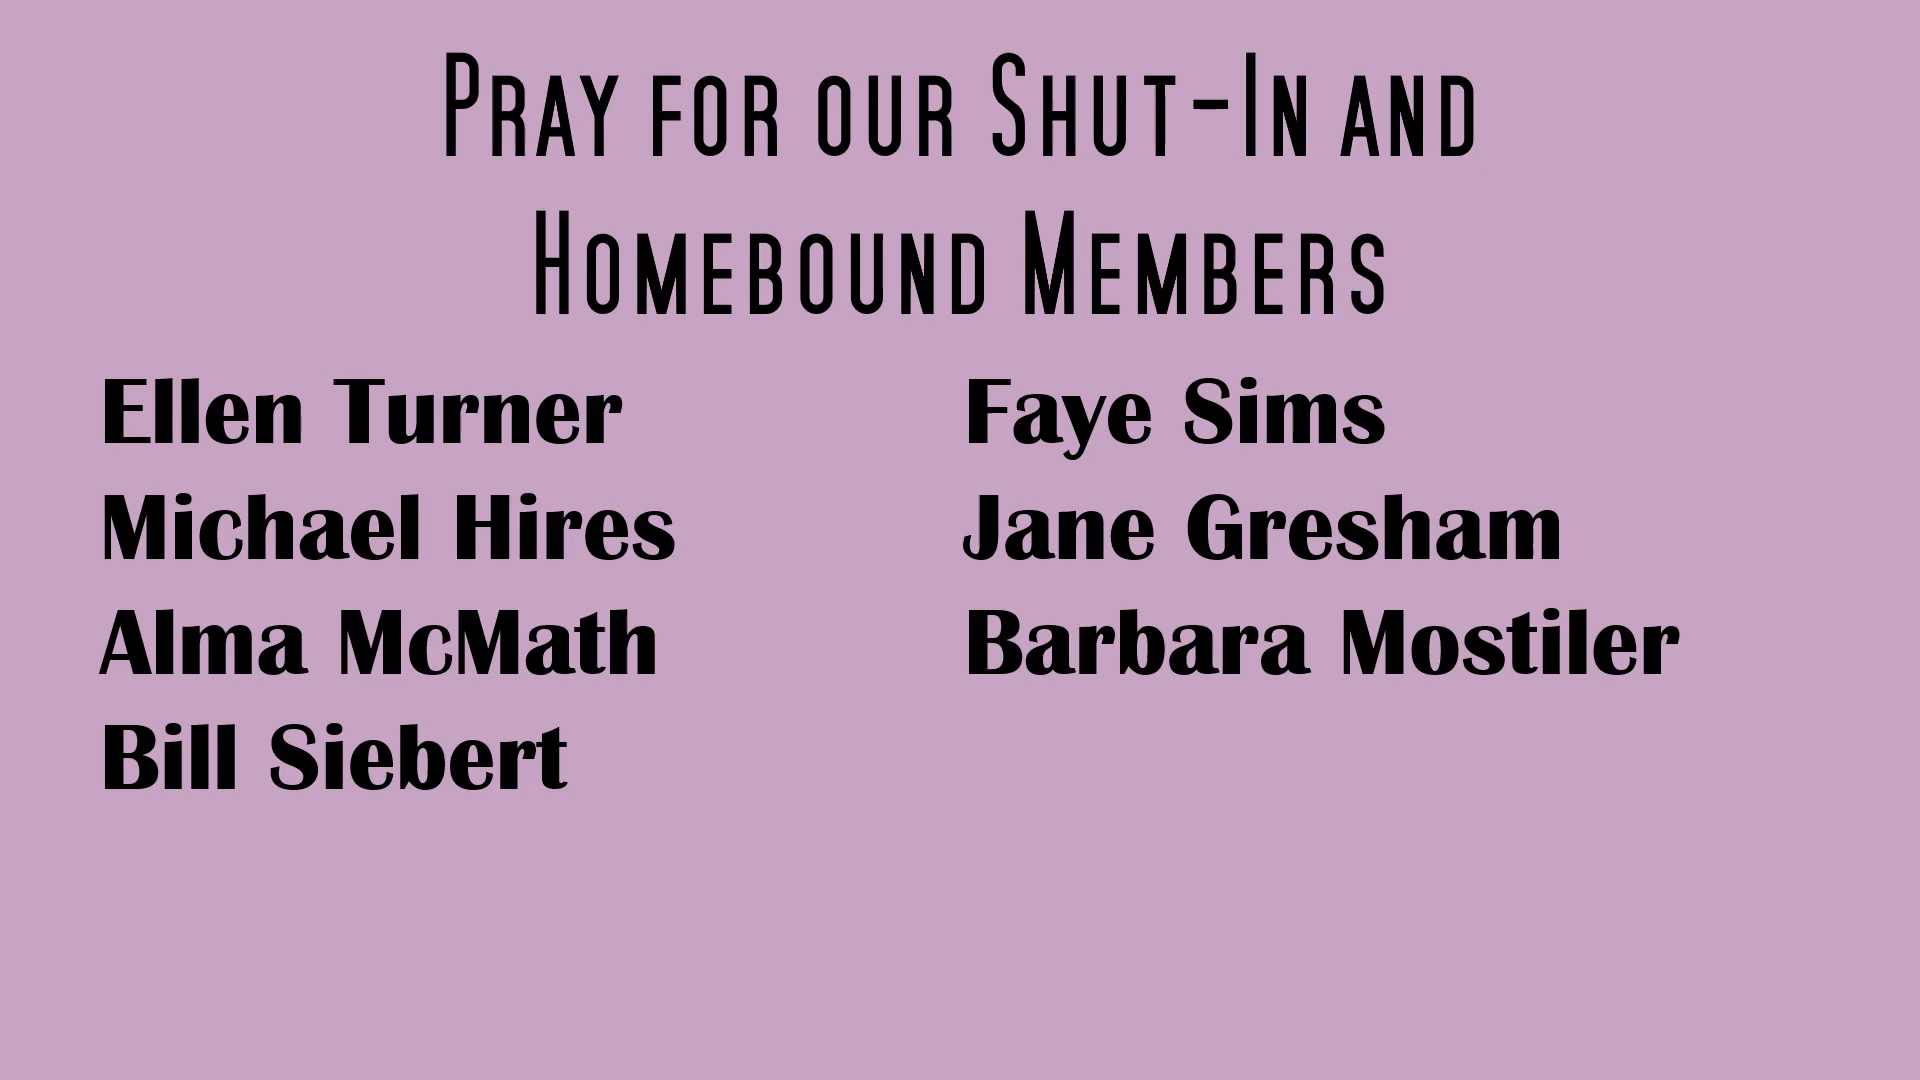 Pray for our Shut-In and
Homebound Members
Ellen Turner
Michael Hires
Alma McMath
Bill Siebert
Faye Sims
Jane Gresham
Barbara Mostiler